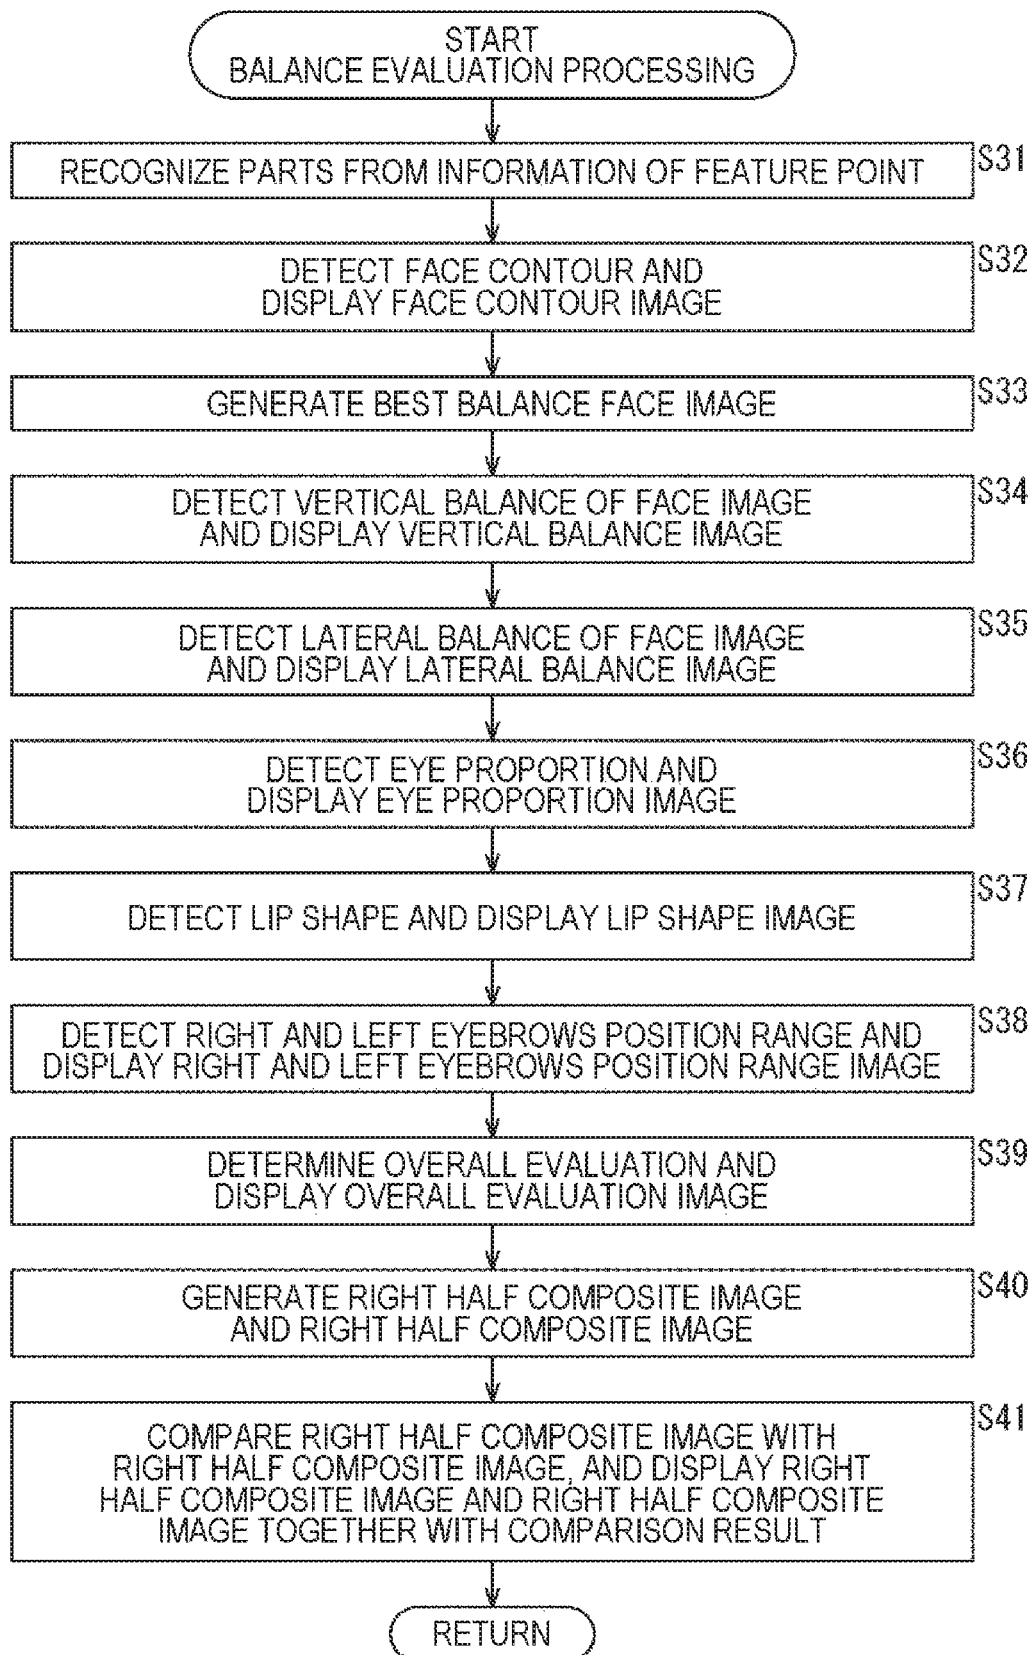 START
BALANCE EVALUATION PROCESSING
RECOGNIZE PARTS FROM INFORMATION OF FEATURE POINT
S31
DETECT FACE CONTOUR AND
DISPLAY FACE CONTOUR IMAGE
S32
GENERATE BEST BALANCE FACE IMAGE
S33
DETECT VERTICAL BALANCE OF FACE IMAGE
AND DISPLAY VERTICAL BALANCE IMAGE
S34
DETECT LATERAL BALANCE OF FACE IMAGE
AND DISPLAY LATERAL BALANCE IMAGE
S35
DETECT EYE PROPORTION AND
DISPLAY EYE PROPORTION IMAGE
S36
DETECT LIP SHAPE AND DISPLAY LIP SHAPE IMAGE
S37
DETECT RIGHT AND LEFT EYEBROWS POSITION RANGE AND
DISPLAY RIGHT AND LEFT EYEBROWS POSITION RANGE IMAGE
S38
DETERMINE OVERALL EVALUATION AND
DISPLAY OVERALL EVALUATION IMAGE
S39
GENERATE RIGHT HALF COMPOSITE IMAGE
AND RIGHT HALF COMPOSITE IMAGE
S40
COMPARE RIGHT HALF COMPOSITE IMAGE WITH
RIGHT HALF COMPOSITE IMAGE, AND DISPLAY RIGHT
HALF COMPOSITE IMAGE AND RIGHT HALF COMPOSITE
IMAGE TOGETHER WITH COMPARISON RESULT
S41
RETURN